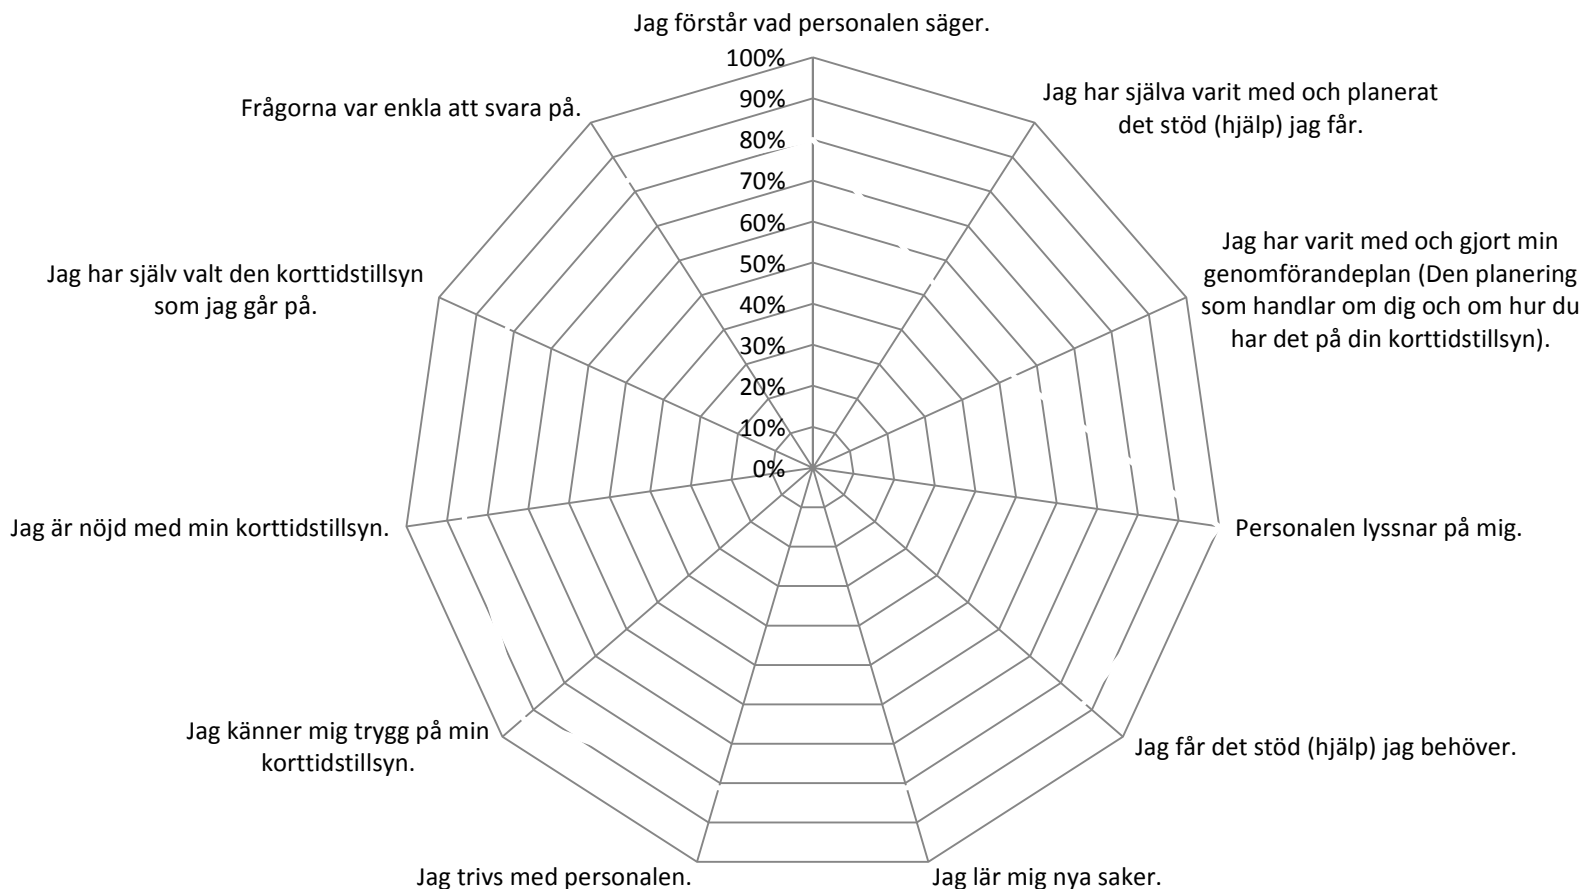 Jag förstår vad personalen säger.
100%
90%
80%
70%
60%
50%
40%
30%
20%
10%
0%
Jag har själva varit med och planerat
det stöd (hjälp) jag får.
Jag har varit med och gjort min
genomförandeplan (Den planering
som handlar om dig och om hur du
har det på din korttidstillsyn).
Personalen lyssnar på mig.
Jag får det stöd (hjälp) jag behöver.
Jag lär mig nya saker.
Jag trivs med personalen.
Jag känner mig trygg på min
korttidstillsyn.
Jag är nöjd med min korttidstillsyn.
Jag har själv valt den korttidstillsyn
som jag går på.
Frågorna var enkla att svara på.